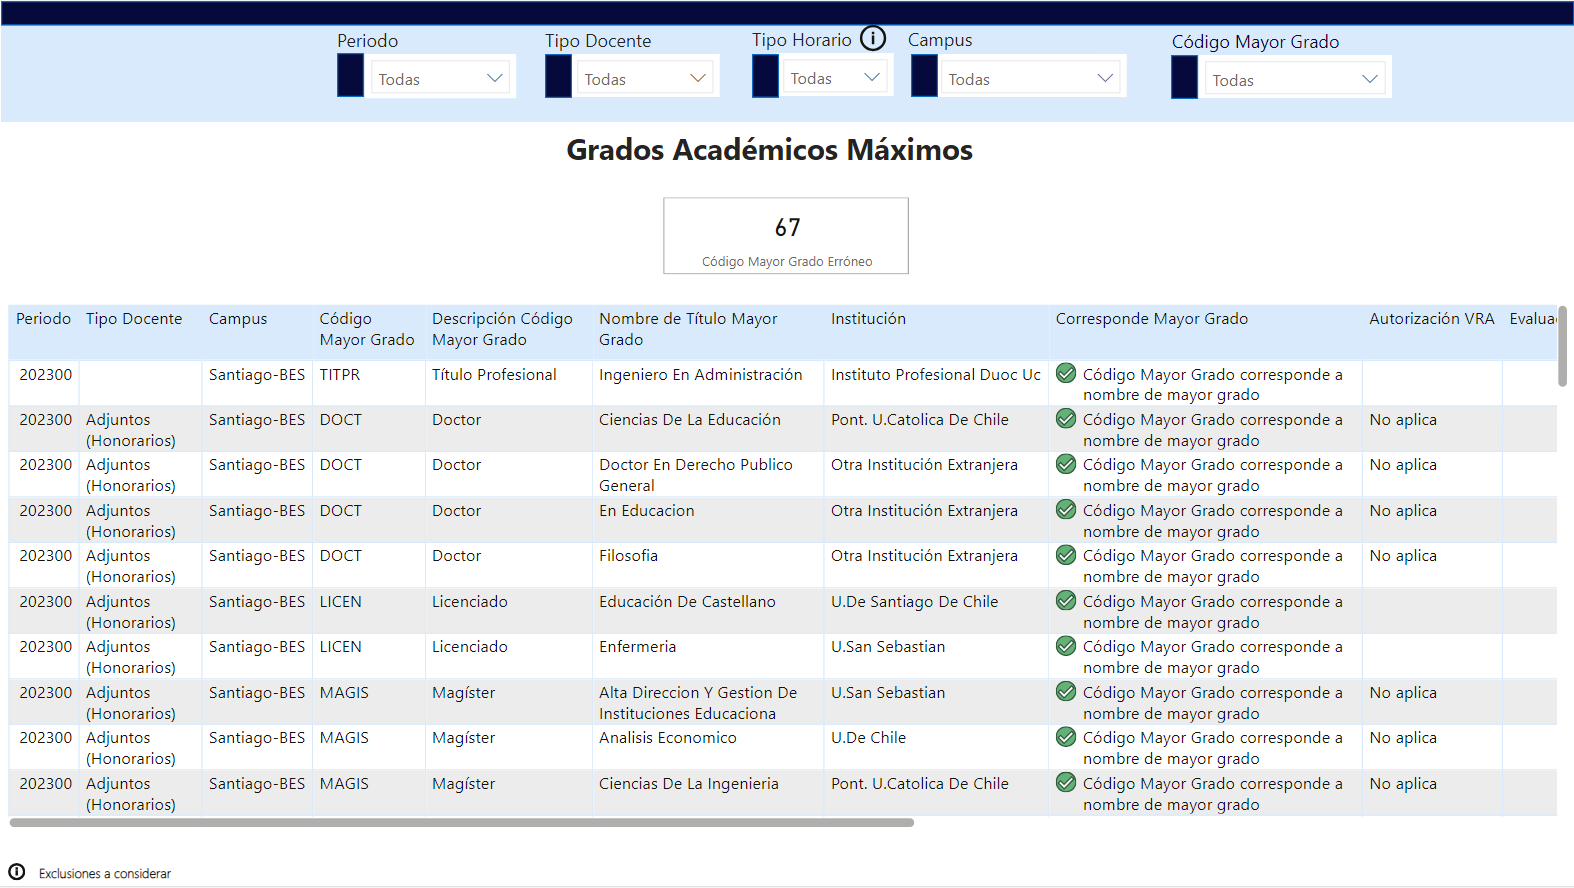 Periodo
Tipo Docente
Tipo Horario
Campus
Código Mayor Grado
Todas
Todas
Todas
Todas
Todas
Grados Académicos Máximos
67
Código Mayor Grado Erróneo
Periodo Tipo Docente Campus Código Descripción Código Nombre de Título Mayor Institución Corresponde Mayor Grado Autorización VRA Evaluac
Mayor Grado Mayor Grado Grado
202300 Santiago-BES TITPR Título Profesional Ingeniero En Administración Instituto Profesional Duoc Uc Código Mayor Grado corresponde a
nombre de mayor grado
202300 Adjuntos Santiago-BES DOCT Doctor Ciencias De La Educación Pont. U.Catolica De Chile Código Mayor Grado corresponde a No aplica
(Honorarios) nombre de mayor grado
202300 Adjuntos Santiago-BES DOCT Doctor Doctor En Derecho Publico Otra Institución Extranjera Código Mayor Grado corresponde a No aplica
(Honorarios) General nombre de mayor grado
202300 Adjuntos Santiago-BES DOCT Doctor En Educacion Otra Institución Extranjera Código Mayor Grado corresponde a No aplica
(Honorarios) nombre de mayor grado
202300 Adjuntos Santiago-BES DOCT Doctor Filosofia Otra Institución Extranjera Código Mayor Grado corresponde a No aplica
(Honorarios) nombre de mayor grado
202300 Adjuntos Santiago-BES LICEN Licenciado Educación De Castellano U.De Santiago De Chile Código Mayor Grado corresponde a
(Honorarios) nombre de mayor grado
202300 Adjuntos Santiago-BES LICEN Licenciado Enfermeria U.San Sebastian Código Mayor Grado corresponde a
(Honorarios) nombre de mayor grado
202300 Adjuntos Santiago-BES MAGIS Magíster Alta Direccion Y Gestion De U.San Sebastian Código Mayor Grado corresponde a No aplica
(Honorarios) Instituciones Educaciona nombre de mayor grado
202300 Adjuntos Santiago-BES MAGIS Magíster Analisis Economico U.De Chile Código Mayor Grado corresponde a No aplica
(Honorarios) nombre de mayor grado
202300 Adjuntos Santiago-BES MAGIS Magíster Ciencias De La Ingenieria Pont. U.Catolica De Chile Código Mayor Grado corresponde a No aplica
(Honorarios) nombre de mayor grado
Exclusiones a considerar